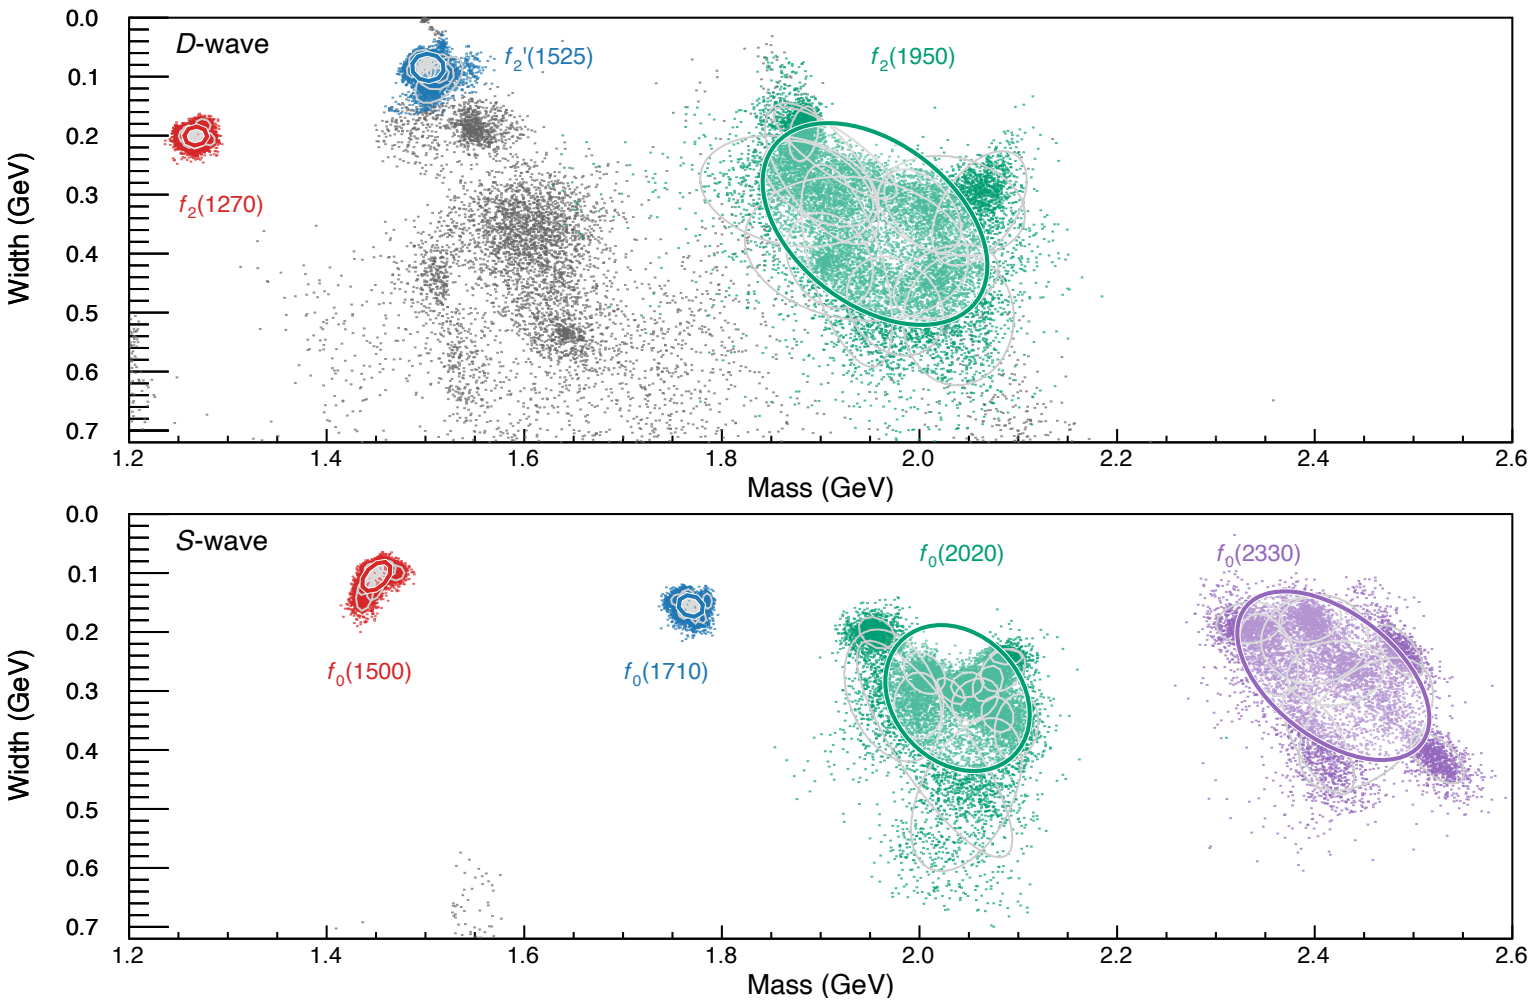 0.0
D-wave
f₂'(1525)
f₂(1950)
0.1
0.2
f₂(1270)
0.3
0.4
0.5
0.6
0.7
Width (GeV)
1.2 1.4 1.6 1.8 2.0 2.2 2.4 2.6
Mass (GeV)
0.0
S-wave
f₀(2020)
f₀(2330)
0.1
0.2
f₀(1500)
f₀(1710)
0.3
0.4
0.5
0.6
0.7
Width (GeV)
1.2 1.4 1.6 1.8 2.0 2.2 2.4 2.6
Mass (GeV)